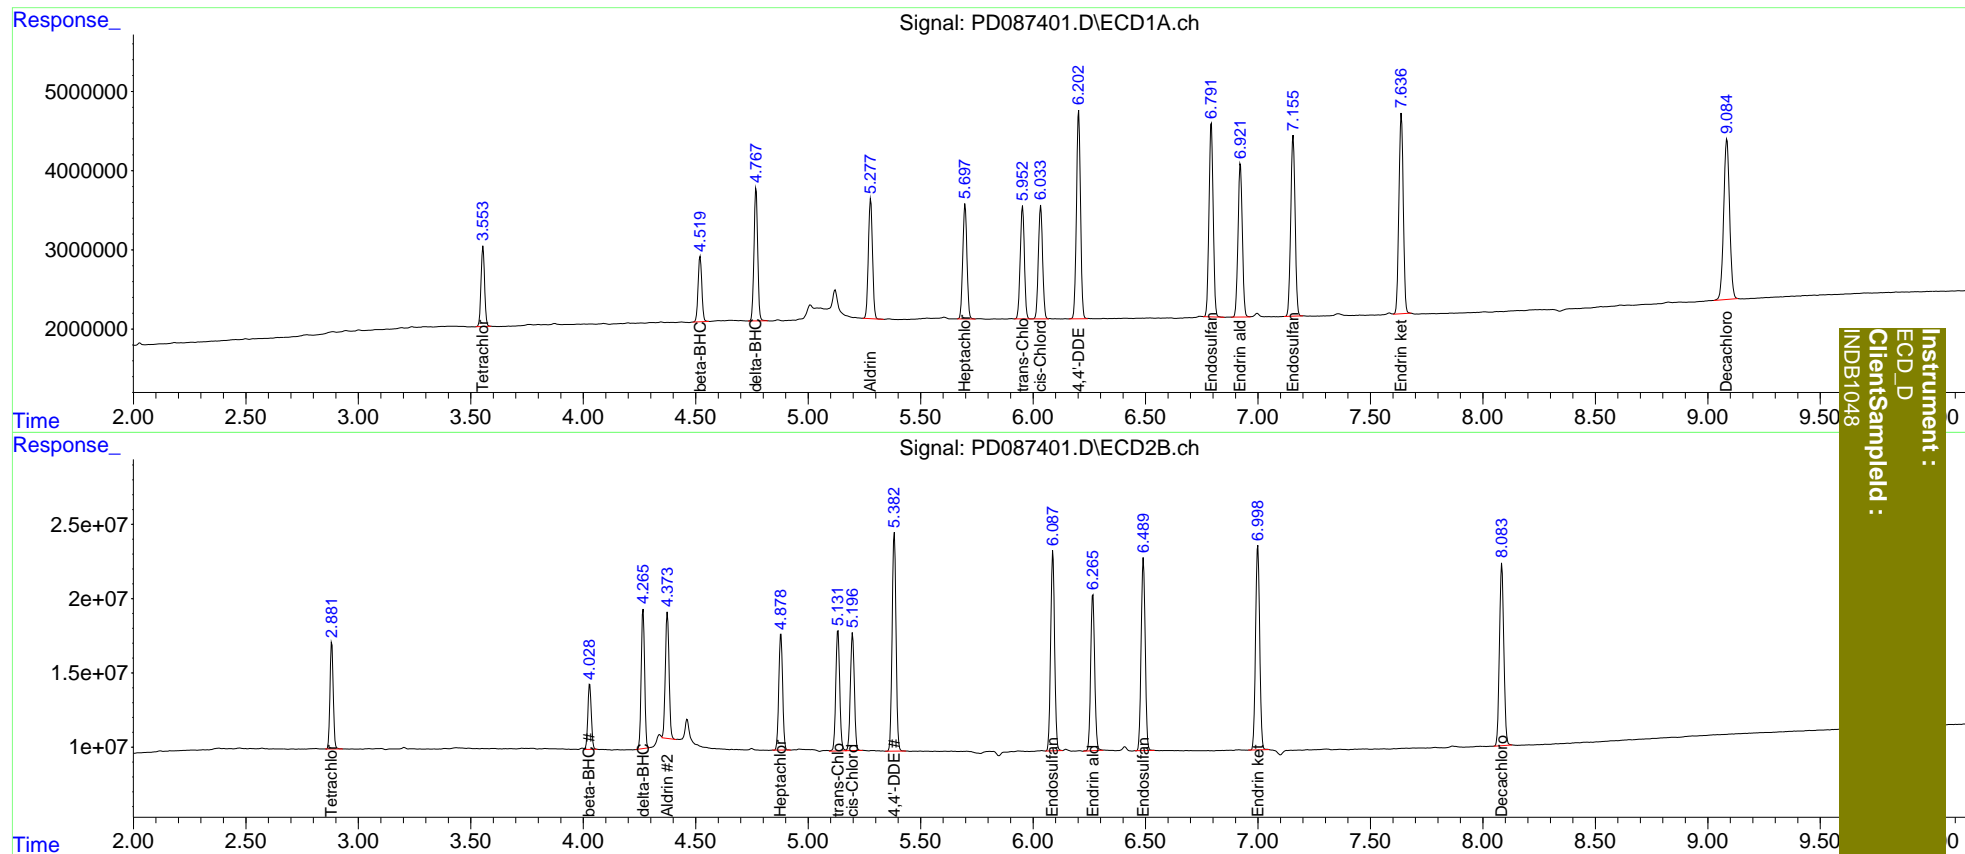 Response_
Signal: PD087401.D\ECD1A.ch
5000000
4000000
3000000
2000000
3.553
4.519
4.767
5.277
5.697
5.952
6.033
6.202
6.791
6.921
7.155
7.636
9.084
Tetrachlor
beta-BHC
delta-BHC
Aldrin
Heptachlor
trans-Chlo
cis-Chlord
4,4'-DDE
Endosulfan
Endrin ald
Endosulfan
Endrin ket
Decachloro
2.00 2.50 3.00 3.50 4.00 4.50 5.00 5.50 6.00 6.50 7.00 7.50 8.00 8.50 9.00 9.50
Time
Response_
Signal: PD087401.D\ECD2B.ch
2.5e+07
2e+07
1.5e+07
1e+07
2.881
4.028
4.265
4.373
4.878
5.131
5.196
5.382
6.087
6.265
6.489
6.998
8.083
Tetrachlor
beta-BHC #
delta-BHC
Aldrin #2
Heptachlor
trans-Chlo
cis-Chlord
4,4'-DDE #
Endosulfan
Endrin ald
Endosulfan
Endrin ket
Decachloro
2.00 2.50 3.00 3.50 4.00 4.50 5.00 5.50 6.00 6.50 7.00 7.50 8.00 8.50 9.00 9.50
Time
Instrument :
ECD_D
ClientSampleId :
INDB11048